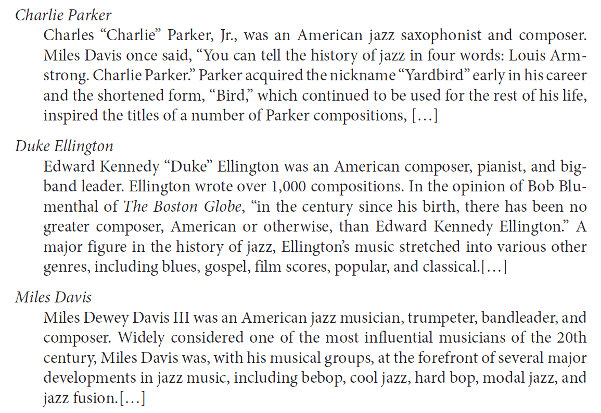 Charlie Parker
Charles “Charlie” Parker, Jr., was an American jazz saxophonist and composer.
Miles Davis once said, “You can tell the history of jazz in four words: Louis Arm-
strong. Charlie Parker.” Parker acquired the nickname “Yardbird” early in his career
and the shortened form, “Bird,” which continued to be used for the rest of his life,
inspired the titles of a number of Parker compositions, […]
Duke Ellington
Edward Kennedy “Duke” Ellington was an American composer, pianist, and big-
band leader. Ellington wrote over 1,000 compositions. In the opinion of Bob Blu-
menthal of The Boston Globe, “in the century since his birth, there has been no
greater composer, American or otherwise, than Edward Kennedy Ellington.” A
major figure in the history of jazz, Ellington’s music stretched into various other
genres, including blues, gospel, film scores, popular, and classical.[…]
Miles Davis
Miles Dewey Davis III was an American jazz musician, trumpeter, bandleader, and
composer. Widely considered one of the most influential musicians of the 20th
century, Miles Davis was, with his musical groups, at the forefront of several major
developments in jazz music, including bebop, cool jazz, hard bop, modal jazz, and
jazz fusion.[…]